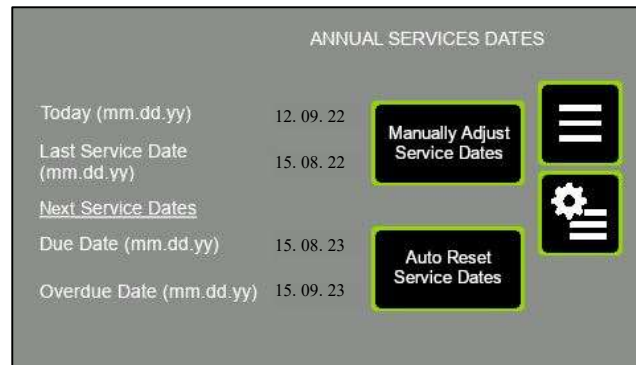 ANNUAL SERVICES DATES
Today (mm.dd.yy) 12. 09. 22
Last Service Date
(mm.dd.yy) 15. 08. 22
Next Service Dates
Due Date (mm.dd.yy) 15. 08. 23
Overdue Date (mm.dd.yy) 15. 09. 23
Manually Adjust
Service Dates
Auto Reset
Service Dates